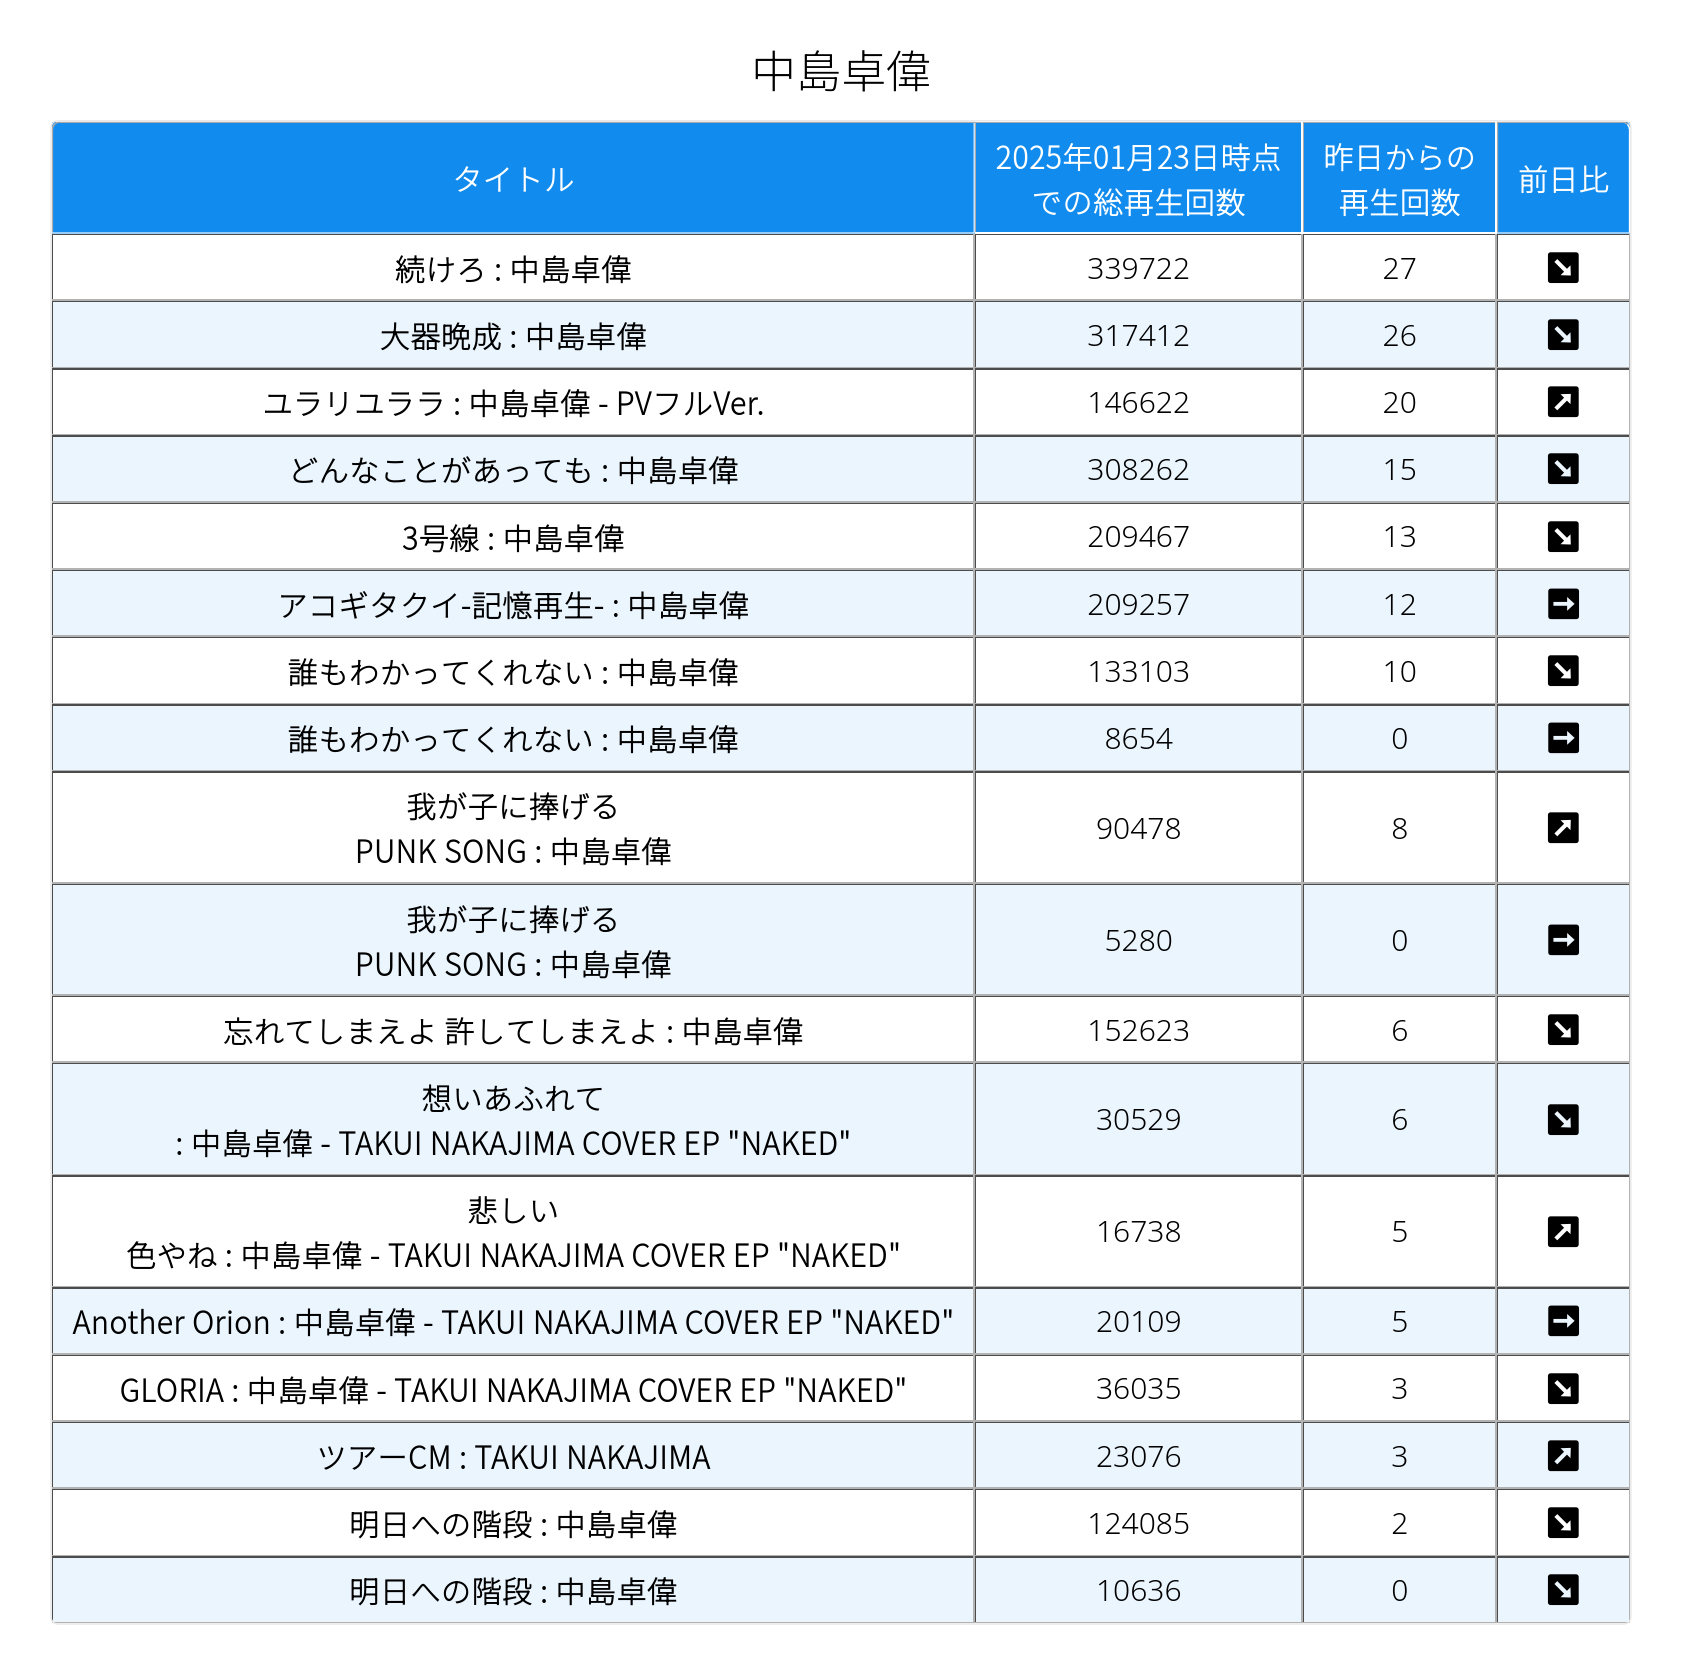 中島卓偉
タイトル
2025年01月23日時点
での総再生回数
昨日からの
再生回数
前日比
続けろ : 中島卓偉 339722 27
大器晩成 : 中島卓偉 317412 26
ユラリユララ : 中島卓偉 - PVフルVer. 146622 20
どんなことがあっても : 中島卓偉 308262 15
3号線 : 中島卓偉 209467 13
アコギタクイ-記憶再生- : 中島卓偉 209257 12
誰もわかってくれない : 中島卓偉 133103 10
誰もわかってくれない : 中島卓偉 8654 0
我が子に捧げる
PUNK SONG : 中島卓偉 90478 8
我が子に捧げる
PUNK SONG : 中島卓偉 5280 0
忘れてしまえよ 許してしまえよ : 中島卓偉 152623 6
想いあふれて
: 中島卓偉 - TAKUI NAKAJIMA COVER EP "NAKED" 30529 6
悲しい
色やね : 中島卓偉 - TAKUI NAKAJIMA COVER EP "NAKED" 16738 5
Another Orion : 中島卓偉 - TAKUI NAKAJIMA COVER EP "NAKED" 20109 5
GLORIA : 中島卓偉 - TAKUI NAKAJIMA COVER EP "NAKED" 36035 3
ツアーCM : TAKUI NAKAJIMA 23076 3
明日への階段 : 中島卓偉 124085 2
明日への階段 : 中島卓偉 10636 0